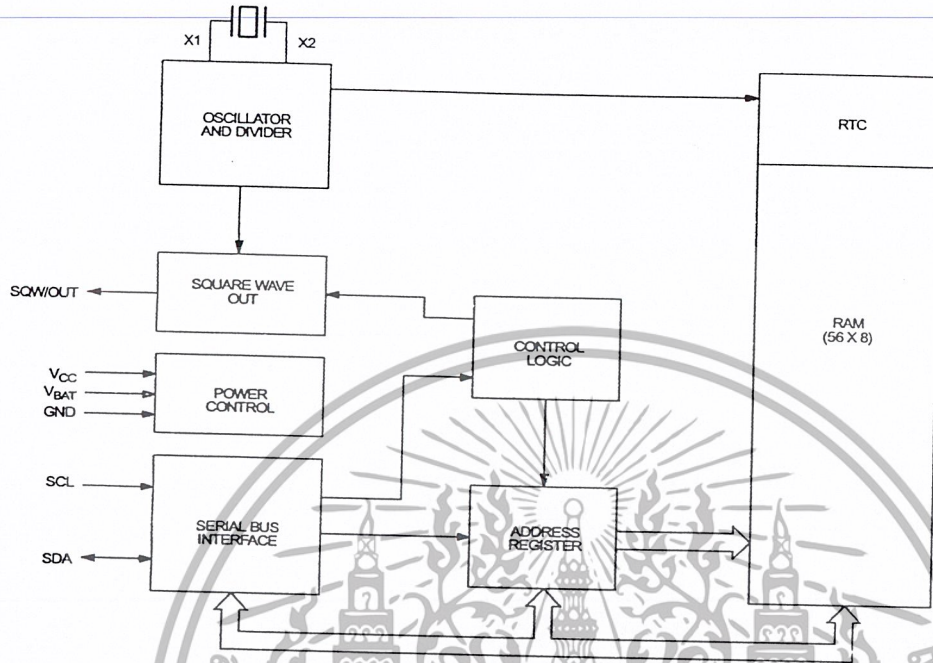 X1
X2
OSCILLATOR
AND DIVIDER
RTC
SQW/OUT
SQUARE WAVE
OUT
CONTROL
LOGIC
RAM
(56 X 8)
VCC
VBAT
GND
POWER
CONTROL
SCL
SDA
SERIAL BUS
INTERFACE
ADDRESS
REGISTER